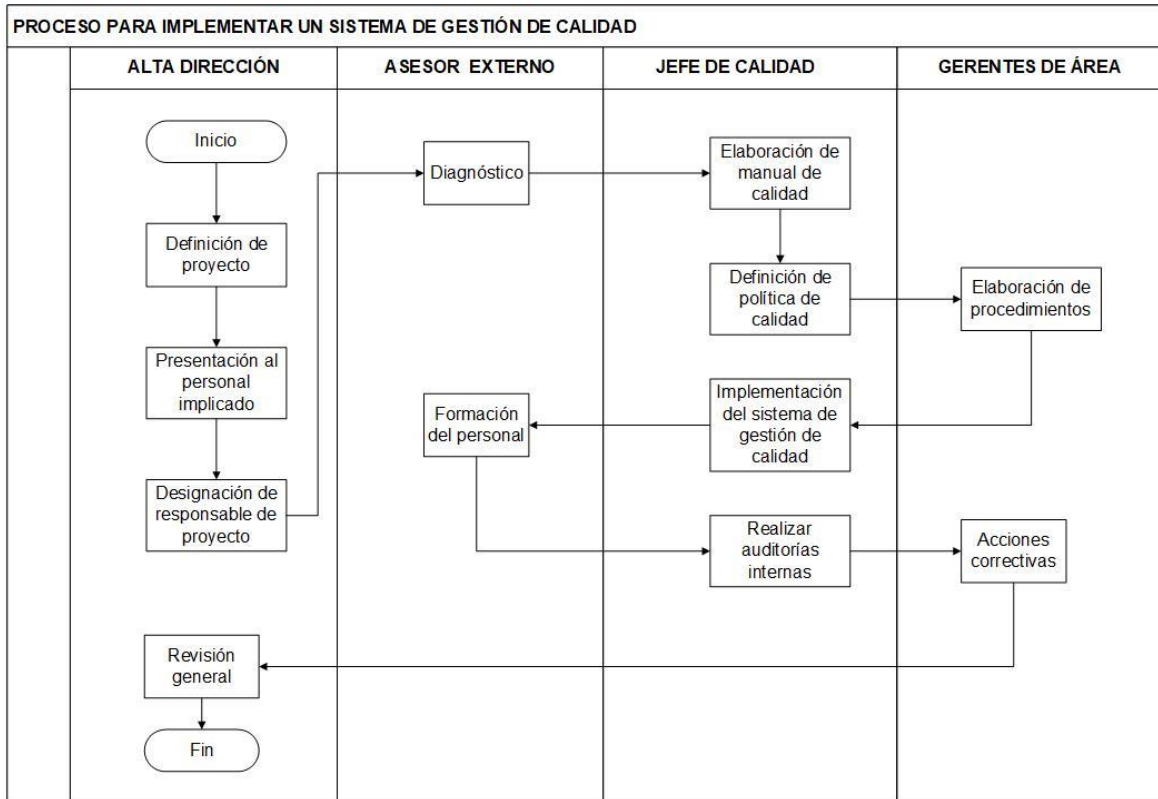 PROCESO PARA IMPLEMENTAR UN SISTEMA DE GESTIÓN DE CALIDAD
ALTA DIRECCIÓN
ASESOR EXTERNO
JEFE DE CALIDAD
GERENTES DE ÁREA
Inicio
Definición de
proyecto
Presentación al
personal
implicado
Designación de
responsable de
proyecto
Diagnóstico
Elaboración de
manual de
calidad
Definición de
política de
calidad
Elaboración de
procedimientos
Implementación
del sistema de
gestión de
calidad
Formación
del personal
Realizar
auditorías
internas
Acciones
correctivas
Revisión
general
Fin